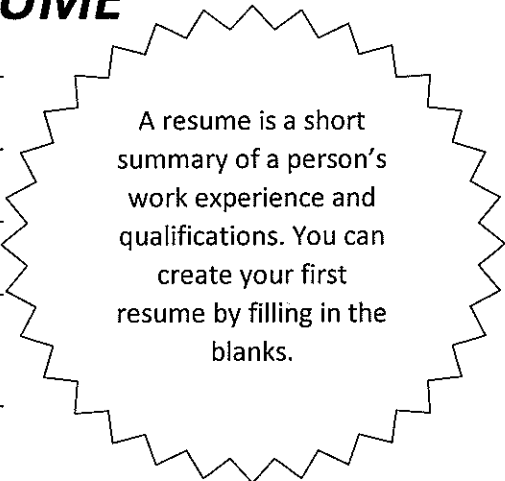 UME
A resume is a short
summary of a person's
work experience and
qualifications. You can
create your first
resume by filling in the
blanks.